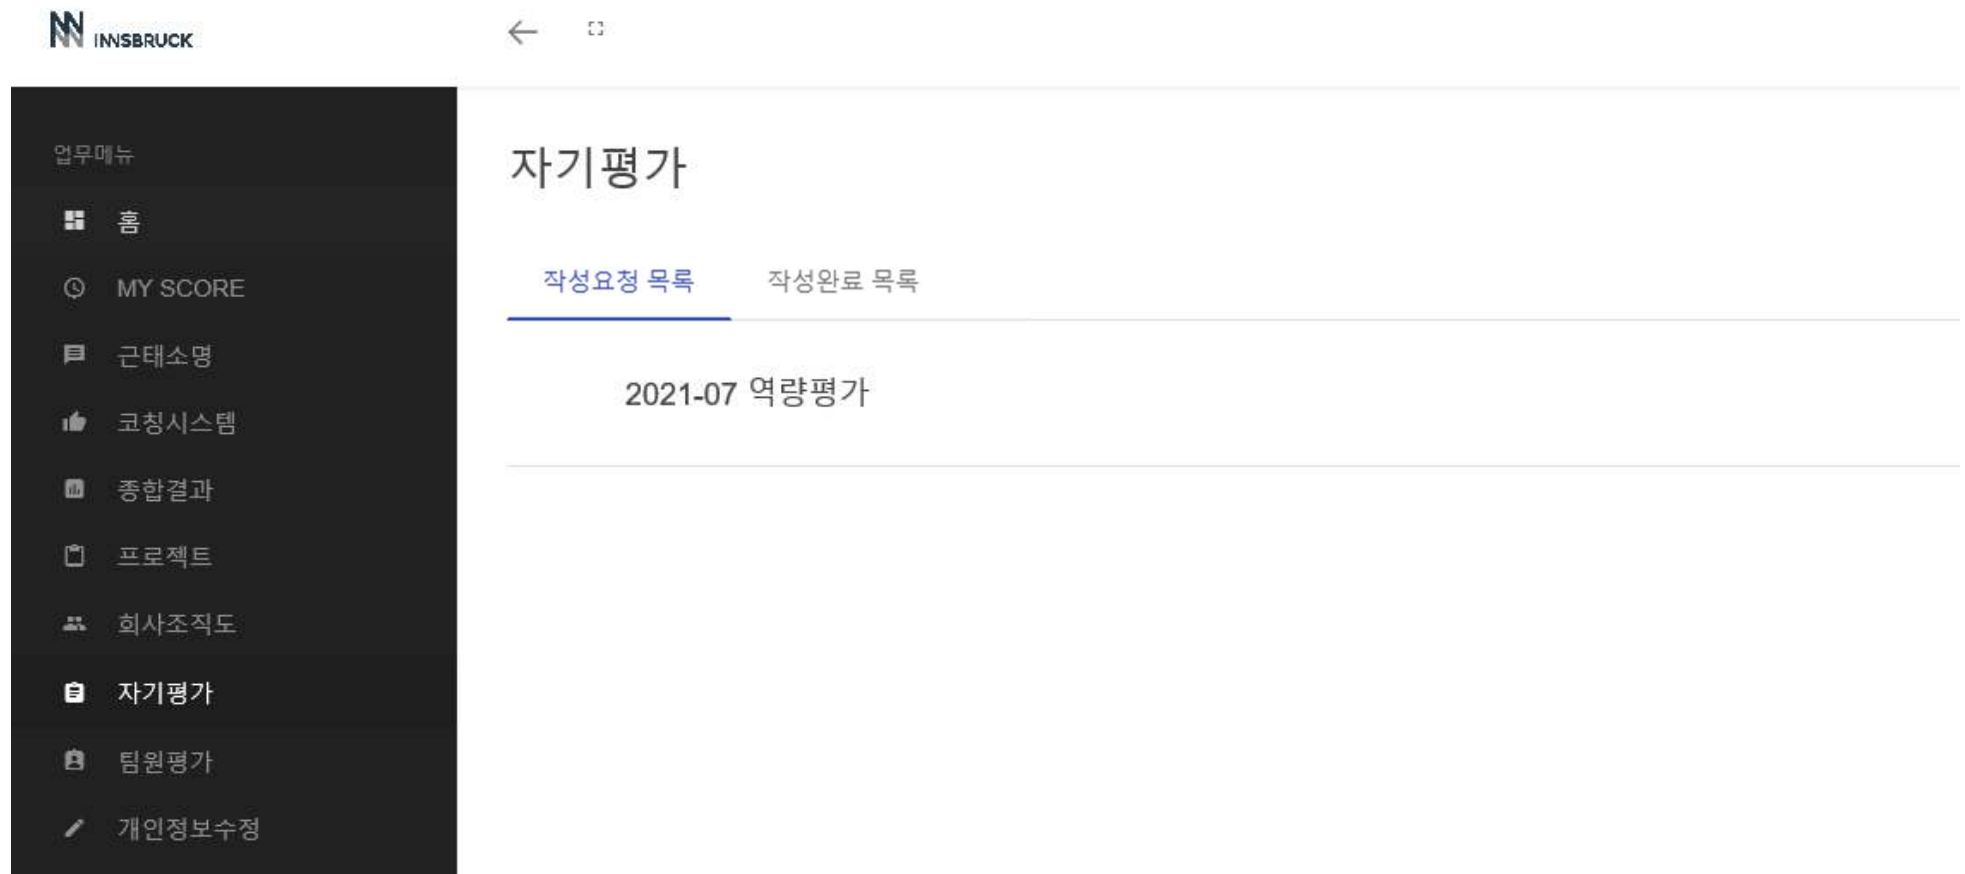 INNSBRUCK
업무메뉴
홈
MY SCORE
근태소명
코칭시스템
종합결과
프로젝트
회사조직도
자기평가
팀원평가
개인정보수정
자기평가
작성요청 목록 작성완료 목록
2021-07 역량평가